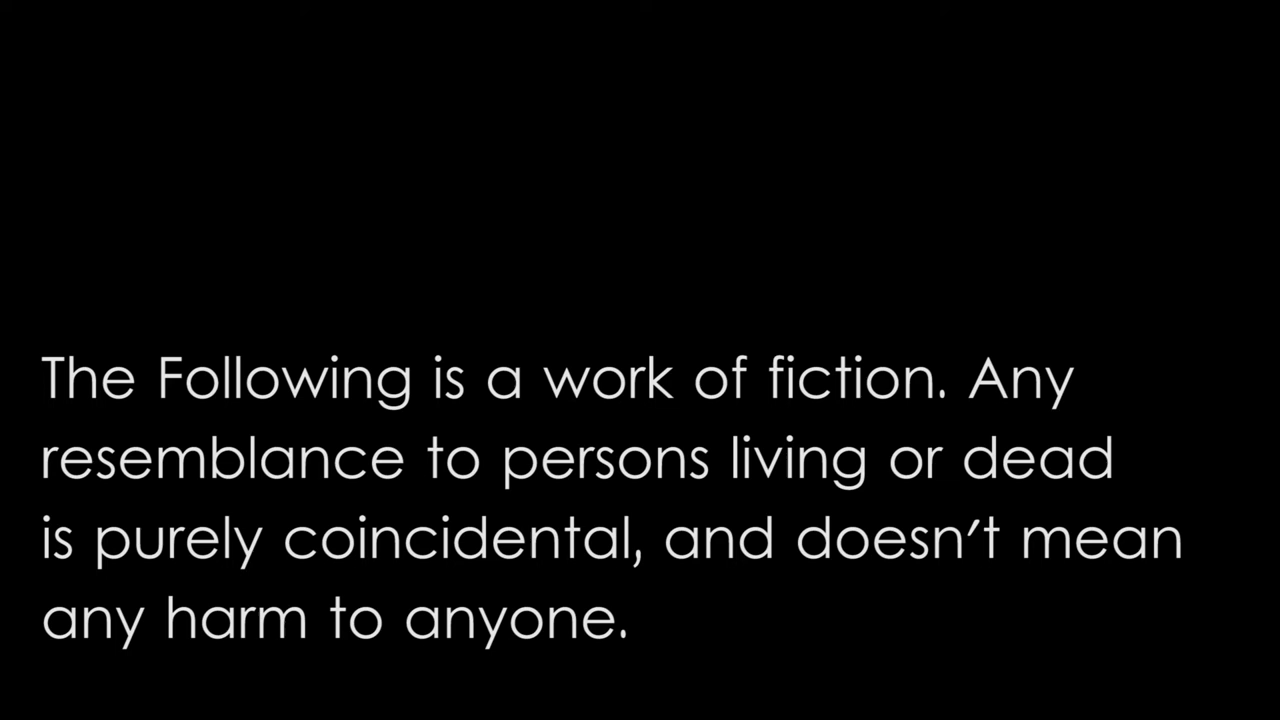 The Following is a work of fiction. Any
resemblance to persons living or dead
is purely coincidental, and doesn't mean
any harm to anyone.